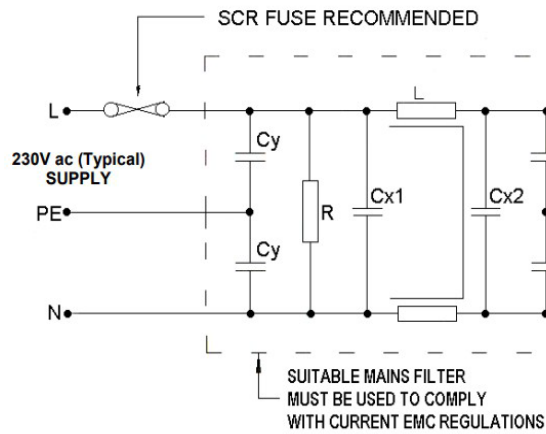 SCR FUSE RECOMMENDED
L
L
230V ac (Typical)
SUPPLY
Cy
R
Cx1
Cx2
PE
Cy
N
SUITABLE MAINS FILTER
MUST BE USED TO COMPLY
WITH CURRENT EMC REGULATIONS